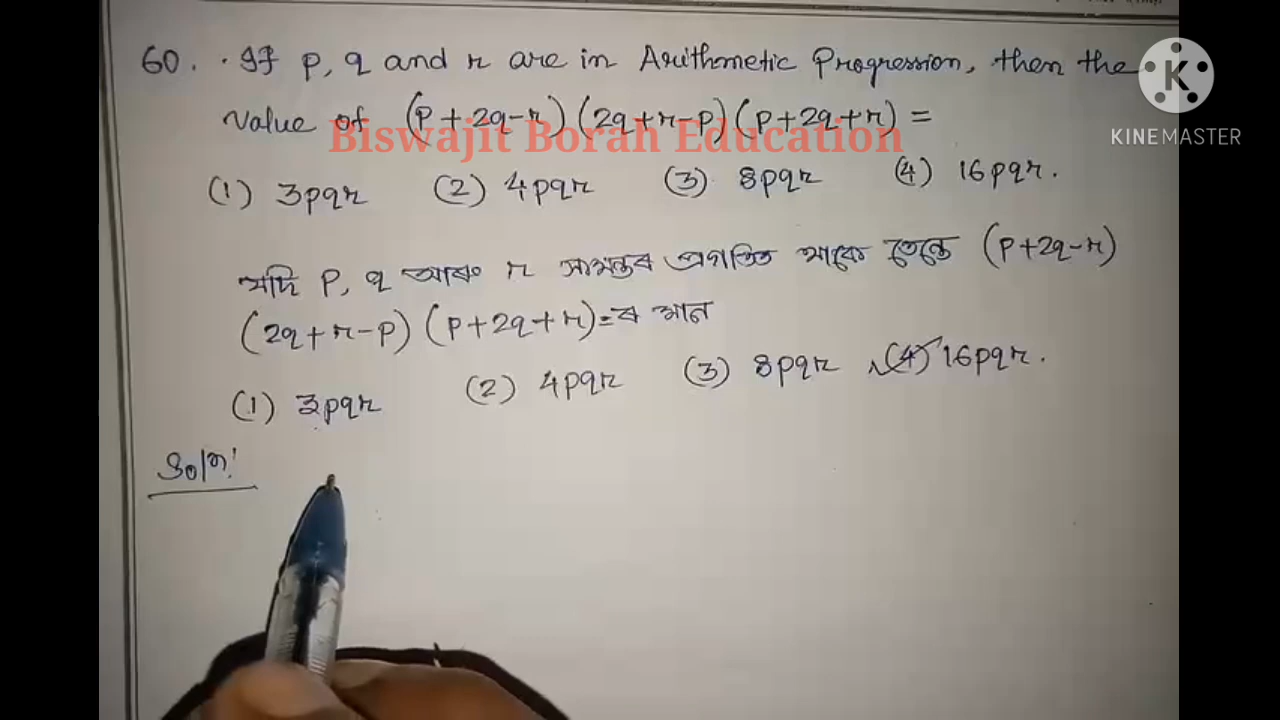 60. · If p, q and r are in Arithmetic Progression, then the
value of (p+2q-r) (2q+r-p) (p+2q+r) =
Biswajit Borah Education
K
KINEMASTER
(1) 3pqr (2) 4pqr (3) 8pqr (4) 16pqr.
যদি p, q আৰু r সমান্তৰ প্ৰগতিত থাকে তেন্তে (p+2q-r)
(2q+r-p) (p+2q+r)=ৰ মান
(1) 3pqr (2) 4pqr (3) 8pqr (4) 16pqr.
Soln: